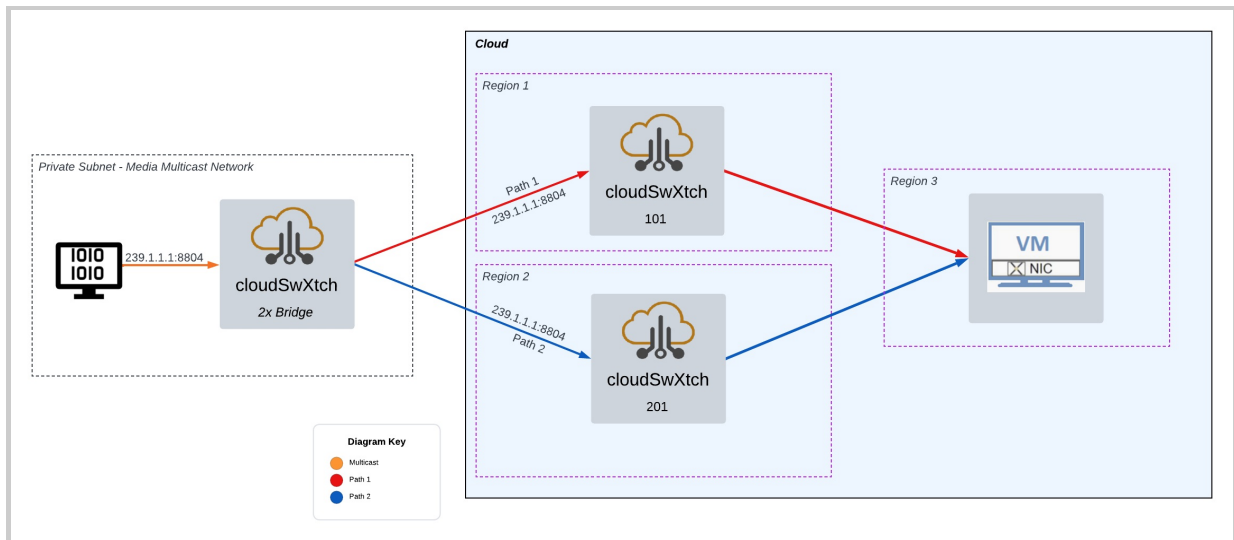 Cloud
Region 1
cloudSwXtch
101
Path 1
239.1.1.1:8804
Private Subnet - Media Multicast Network
1010
1010
239.1.1.1:8804
cloudSwXtch
2x Bridge
Region 3
VM
NIC
Region 2
239.1.1.1:8804
Path 2
cloudSwXtch
201
Diagram Key
Multicast
Path 1
Path 2